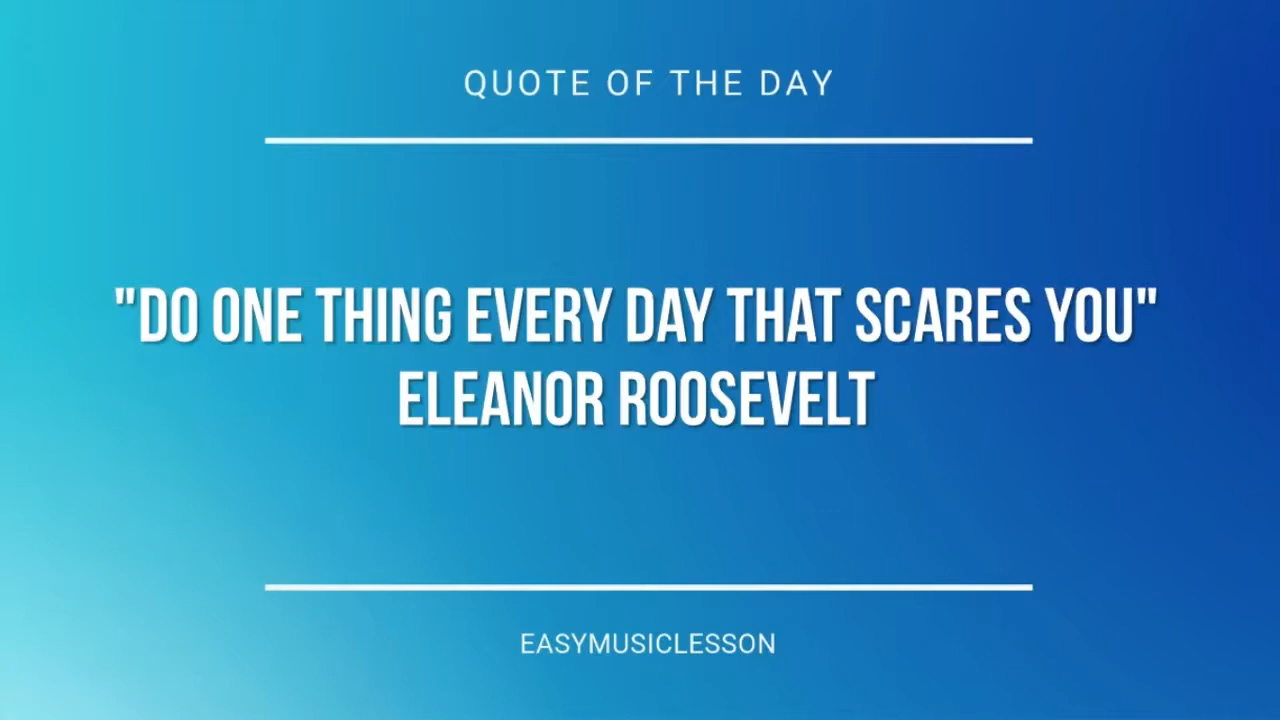 QUOTE OF THE DAY
"DO ONE THING EVERY DAY THAT SCARES YOU"
ELEANOR ROOSEVELT
EASYMUSICLESSON